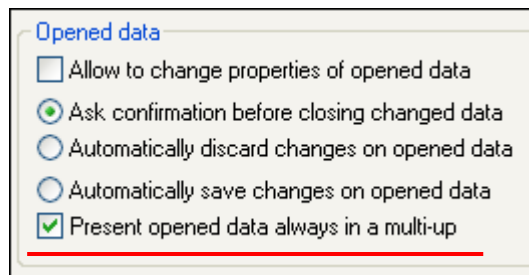 Opened data
Allow to change properties of opened data
Ask confirmation before closing changed data
Automatically discard changes on opened data
Automatically save changes on opened data
Present opened data always in a multi-up